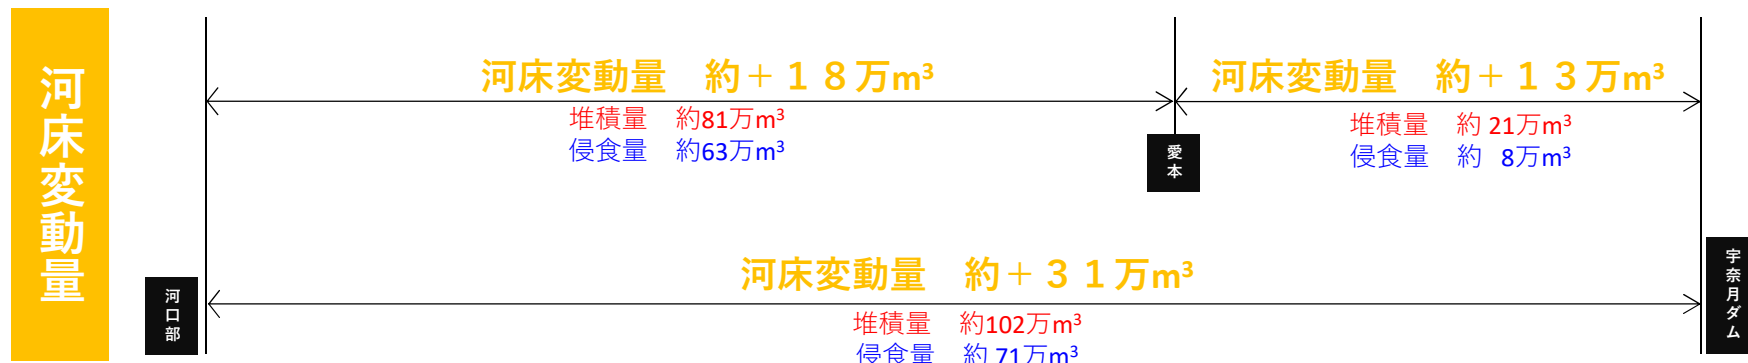 河床変動量
河床変動量　約＋１８万m³
堆積量　約81万m³
侵食量　約63万m³
河床変動量　約＋１３万m³
堆積量　約 21万m³
侵食量　約 8万m³
愛本
河床変動量　約＋３１万m³
堆積量　約102万m³
侵食量　約 71万m³
河口部
宇奈月ダム